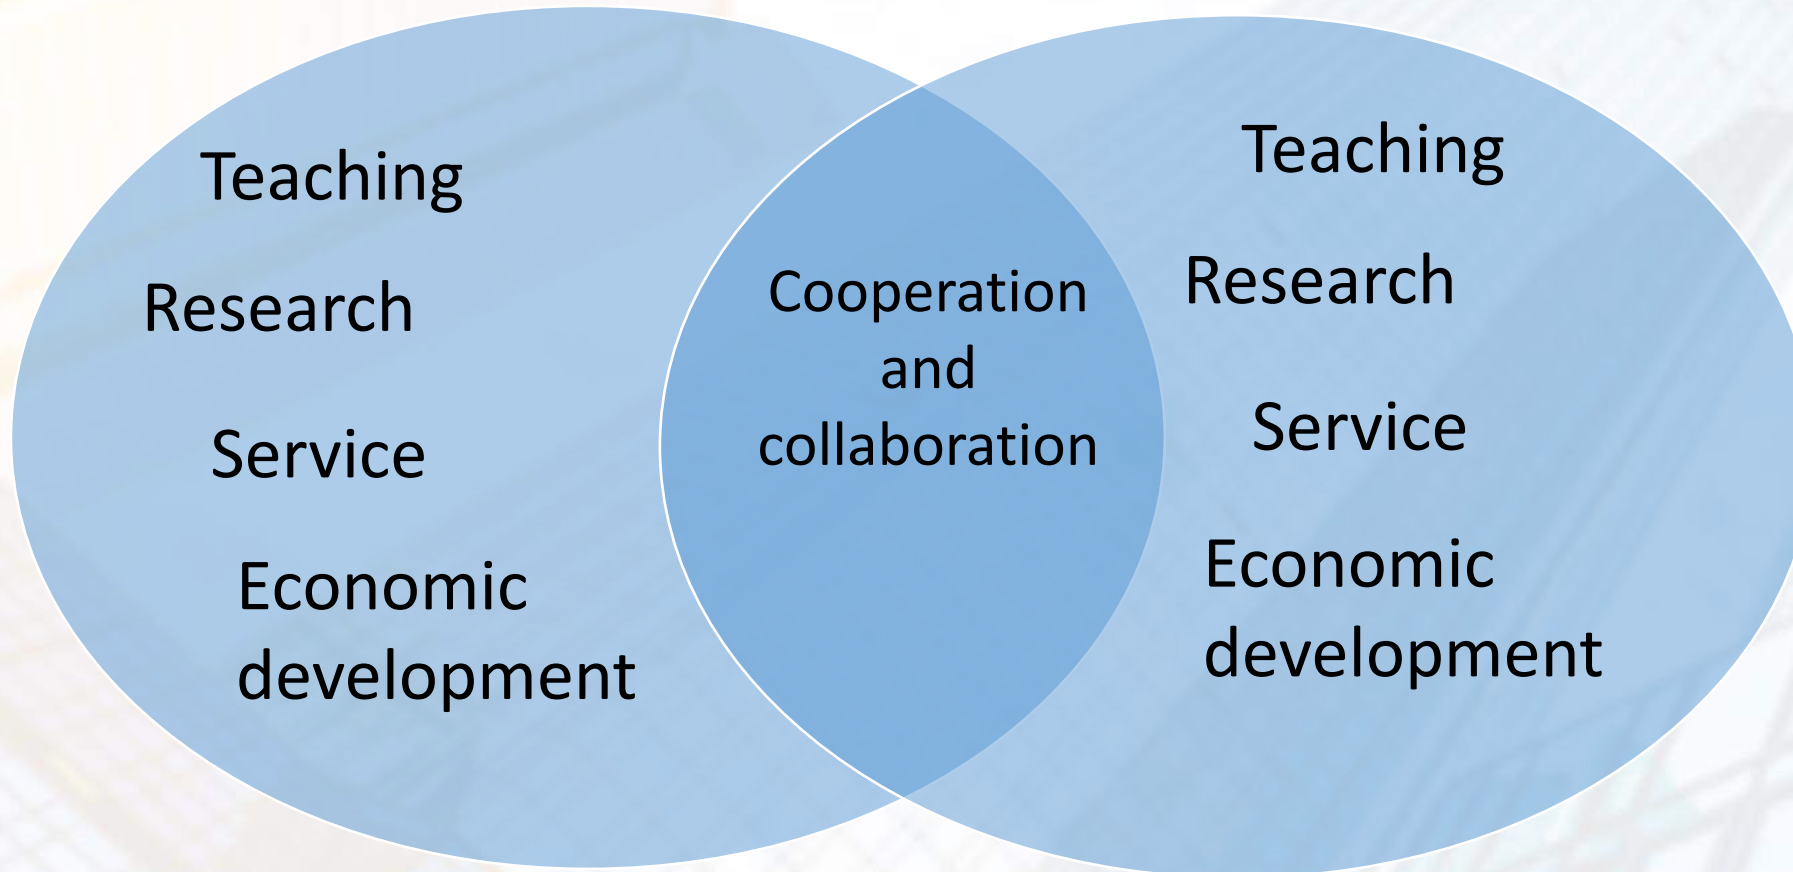 Teaching
Research
Service
Economic
development
Cooperation
and
collaboration
Teaching
Research
Service
Economic
development